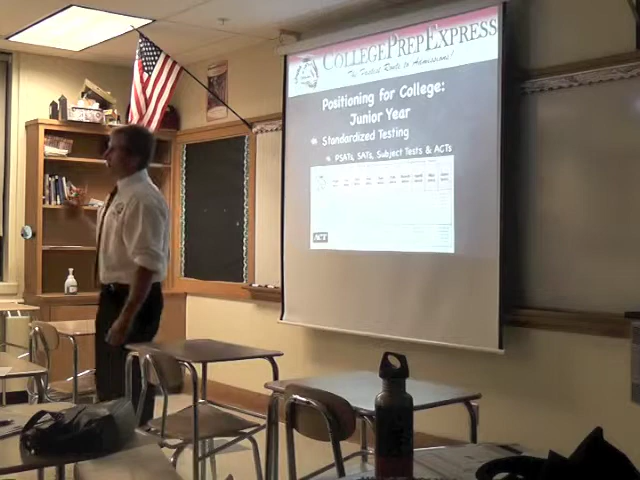 COLLEGEPREPEXPRESS
The Fastest Route to Admissions!
Positioning for College:
Junior Year
Standardized Testing
PSATs, SATs, Subject Tests & ACTs
ACT